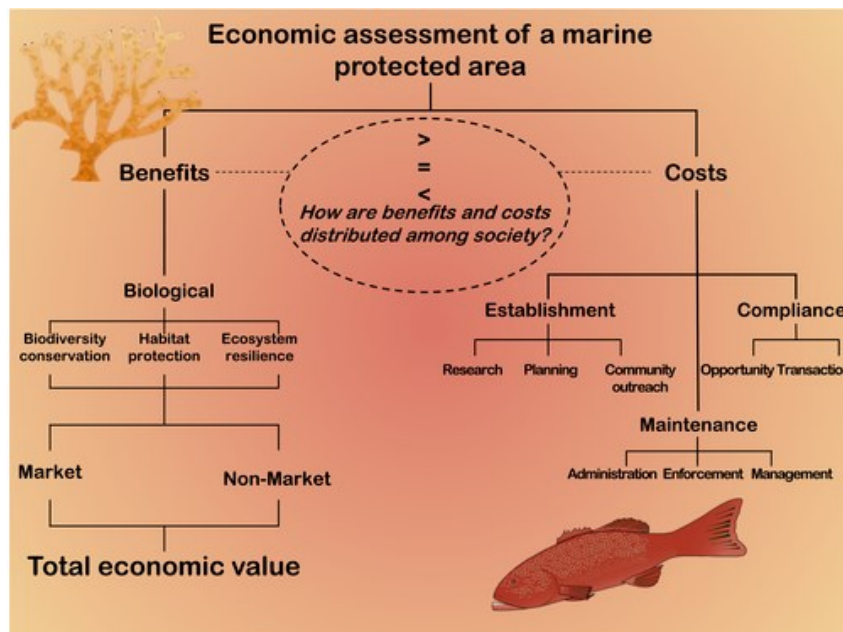 Economic assessment of a marine
protected area
Benefits
>
=
<
How are benefits and costs
distributed among society?
Costs
Biological
Biodiversity
conservation
Habitat
protection
Ecosystem
resilience
Market
Non-Market
Total economic value
Establishment
Research
Planning
Community
outreach
Compliance
Opportunity
Transaction
Maintenance
Administration
Enforcement
Management